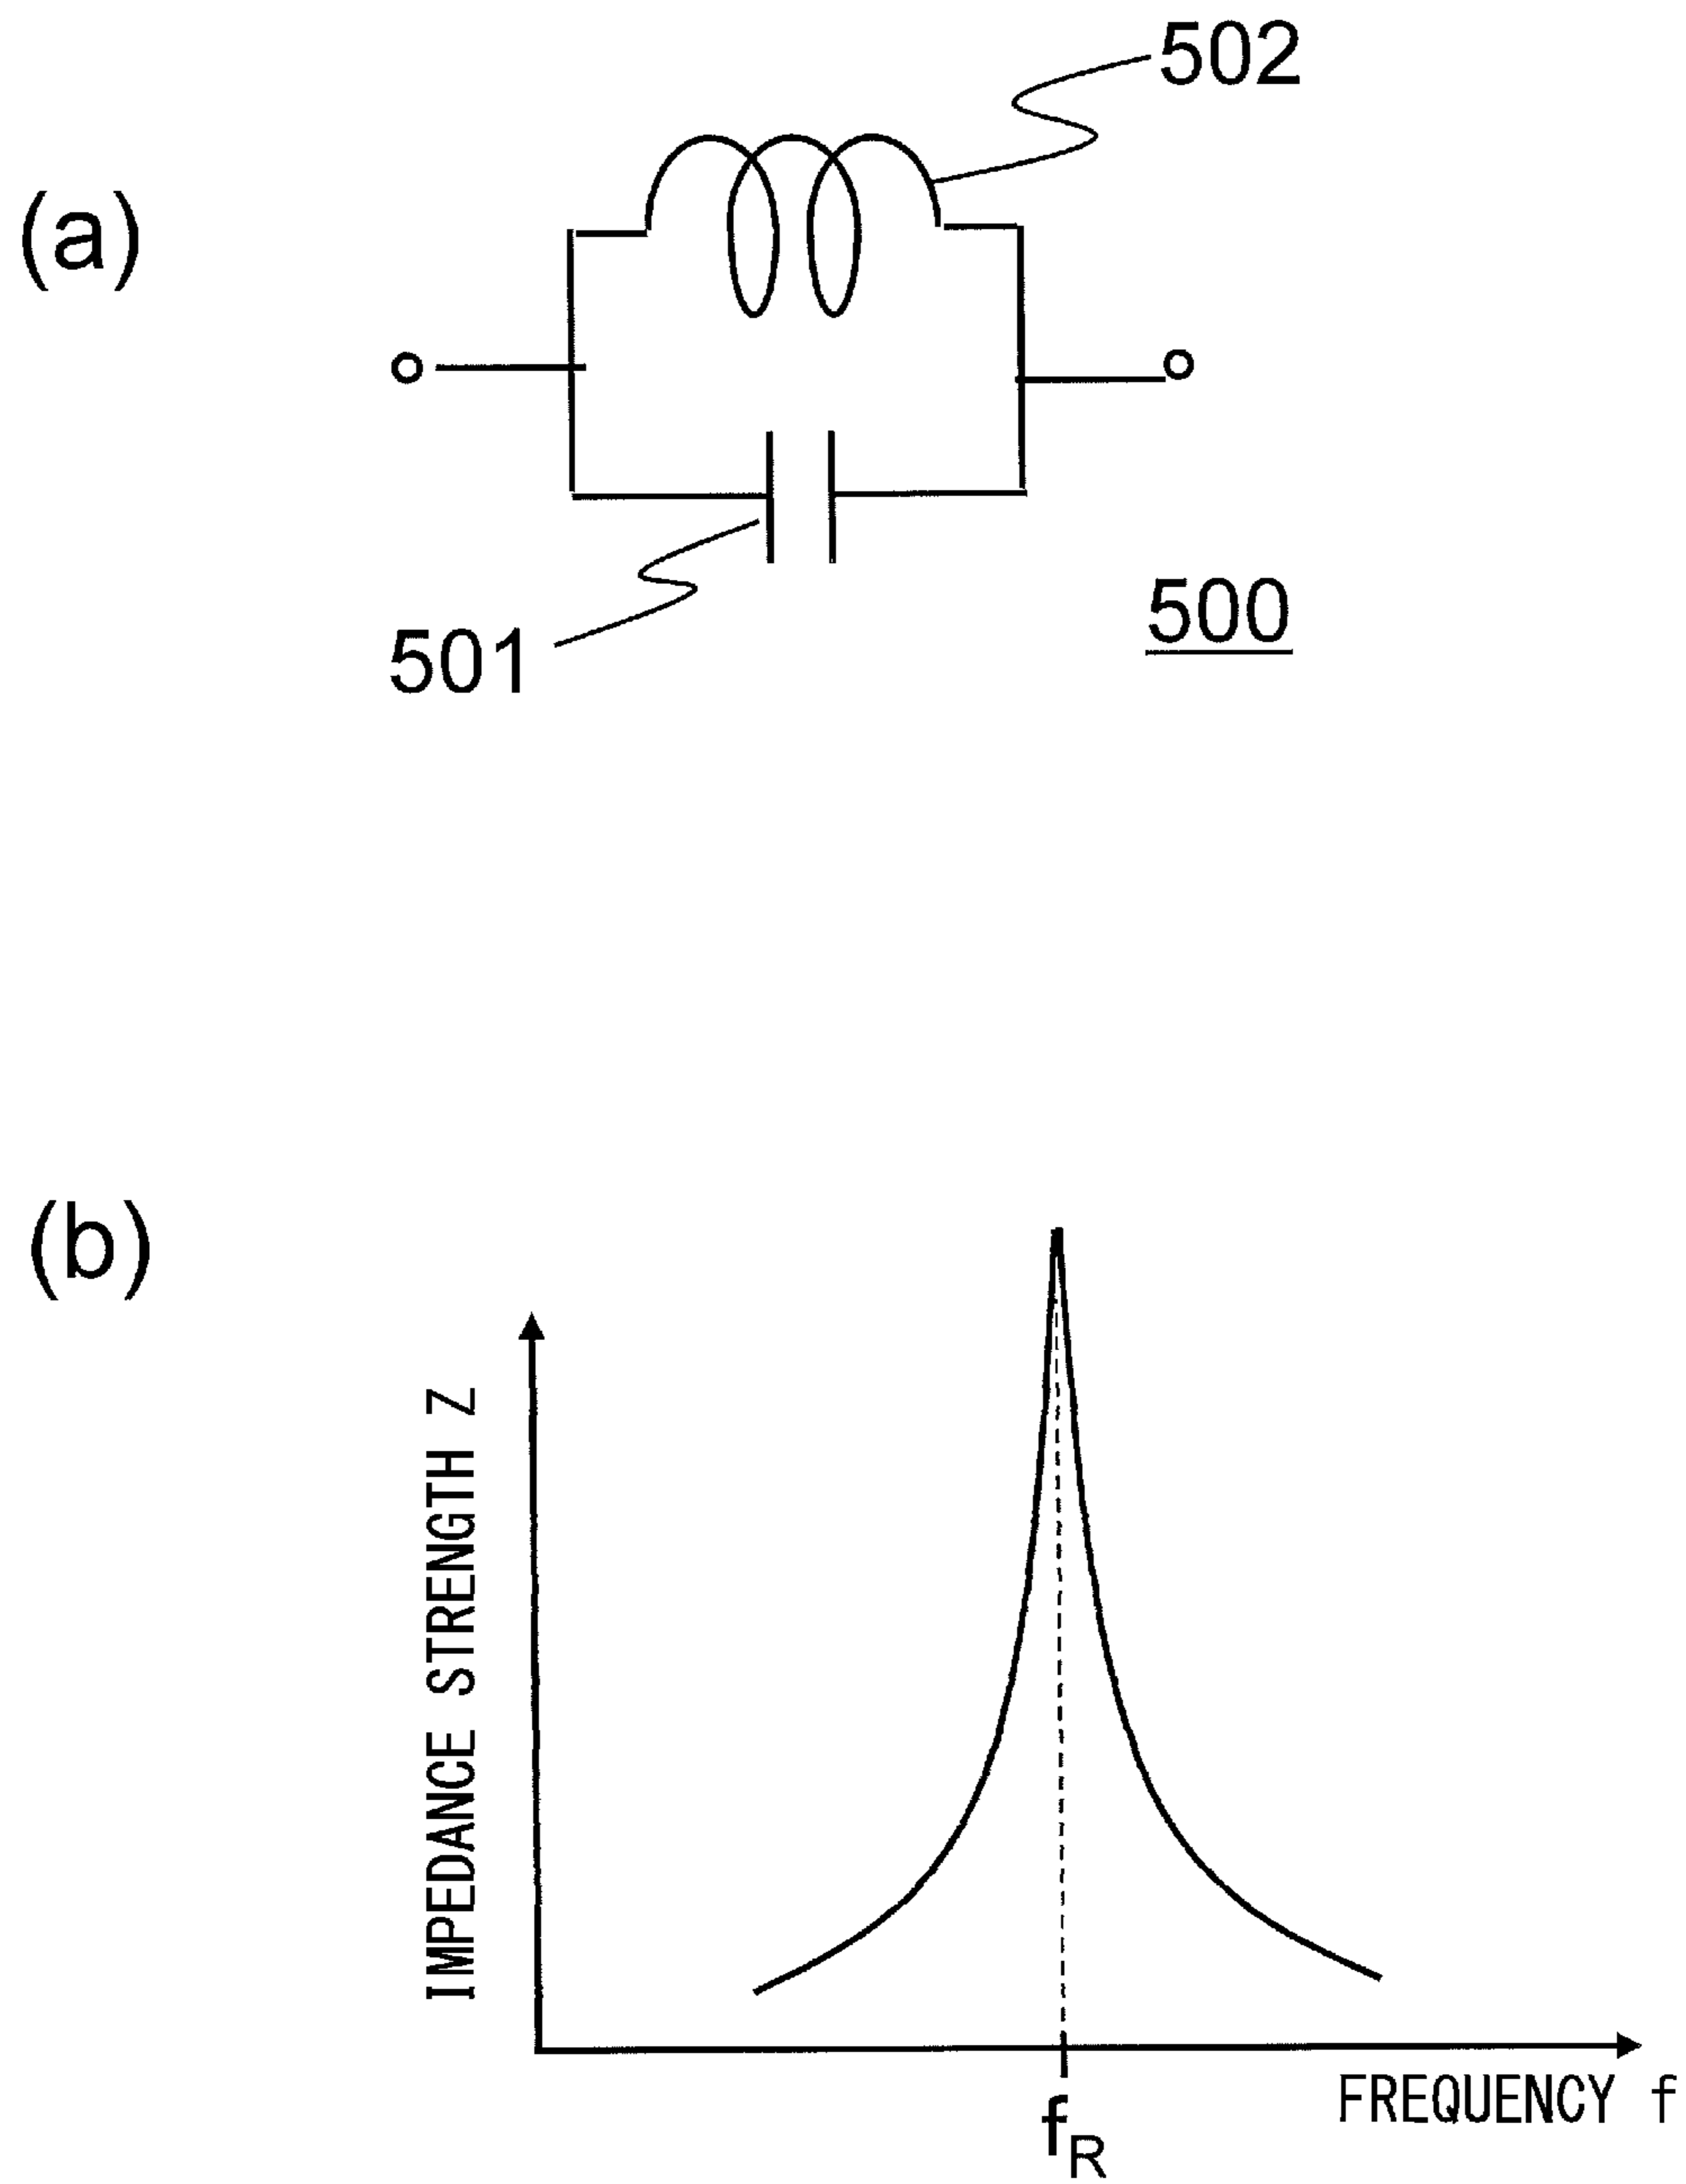 (a)
502
501
500
(b)
IMPEDANCE STRENGTH Z
FREQUENCY f
fR